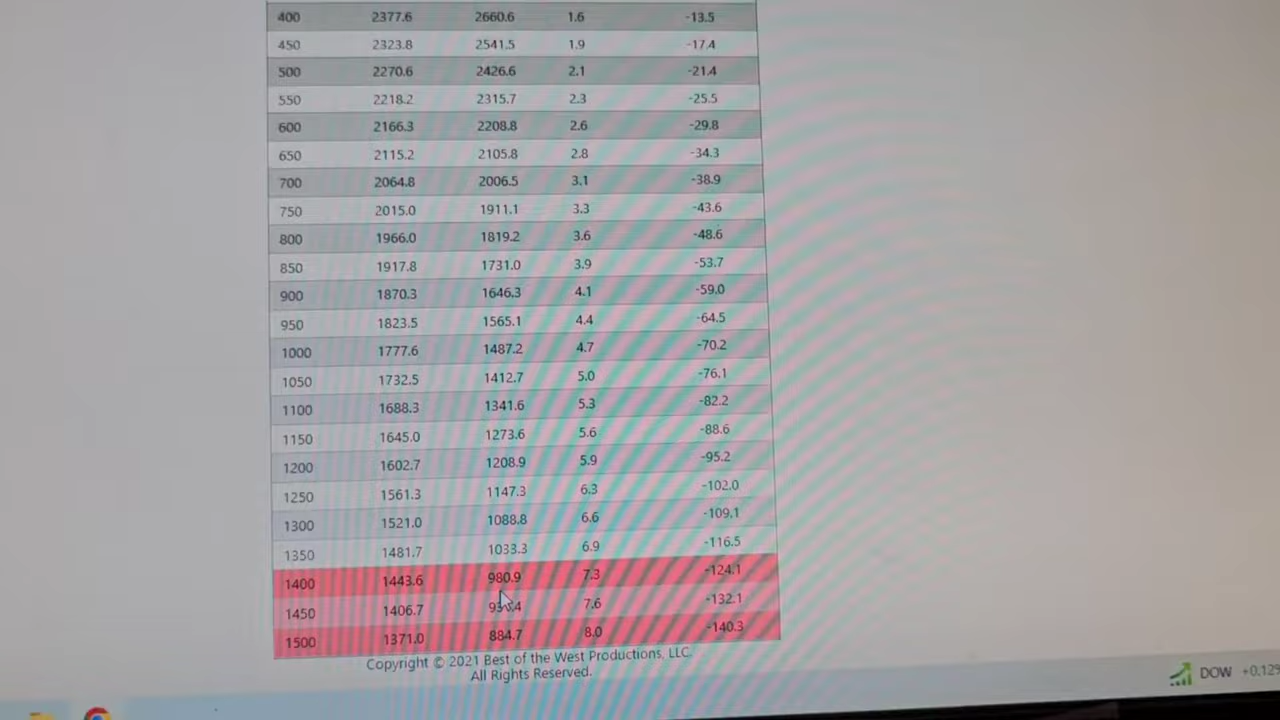 400 2377.6 2660.6 1.6 -13.5
450 2323.8 2541.5 1.9 -17.4
500 2270.6 2426.6 2.1 -21.4
550 2218.2 2315.7 2.3 -25.5
600 2166.3 2208.8 2.6 -29.8
650 2115.2 2105.8 2.8 -34.3
700 2064.8 2006.5 3.1 -38.9
750 2015.0 1911.1 3.3 -43.6
800 1966.0 1819.2 3.6 -48.6
850 1917.8 1731.0 3.9 -53.7
900 1870.3 1646.3 4.1 -59.0
950 1823.5 1565.1 4.4 -64.5
1000 1777.6 1487.2 4.7 -70.2
1050 1732.5 1412.7 5.0 -76.1
1100 1688.3 1341.6 5.3 -82.2
1150 1645.0 1273.6 5.6 -88.6
1200 1602.7 1208.9 5.9 -95.2
1250 1561.3 1147.3 6.3 -102.0
1300 1521.0 1088.8 6.6 -109.1
1350 1481.7 1033.3 6.9 -116.5
1400 1443.6 980.9 7.3 -124.1
1450 1406.7 7.6 -132.1
1500 1371.0 884.7 8.0 -140.3
Copyright © 2021 Best of the West Productions, LLC.
All Rights Reserved.
DOW